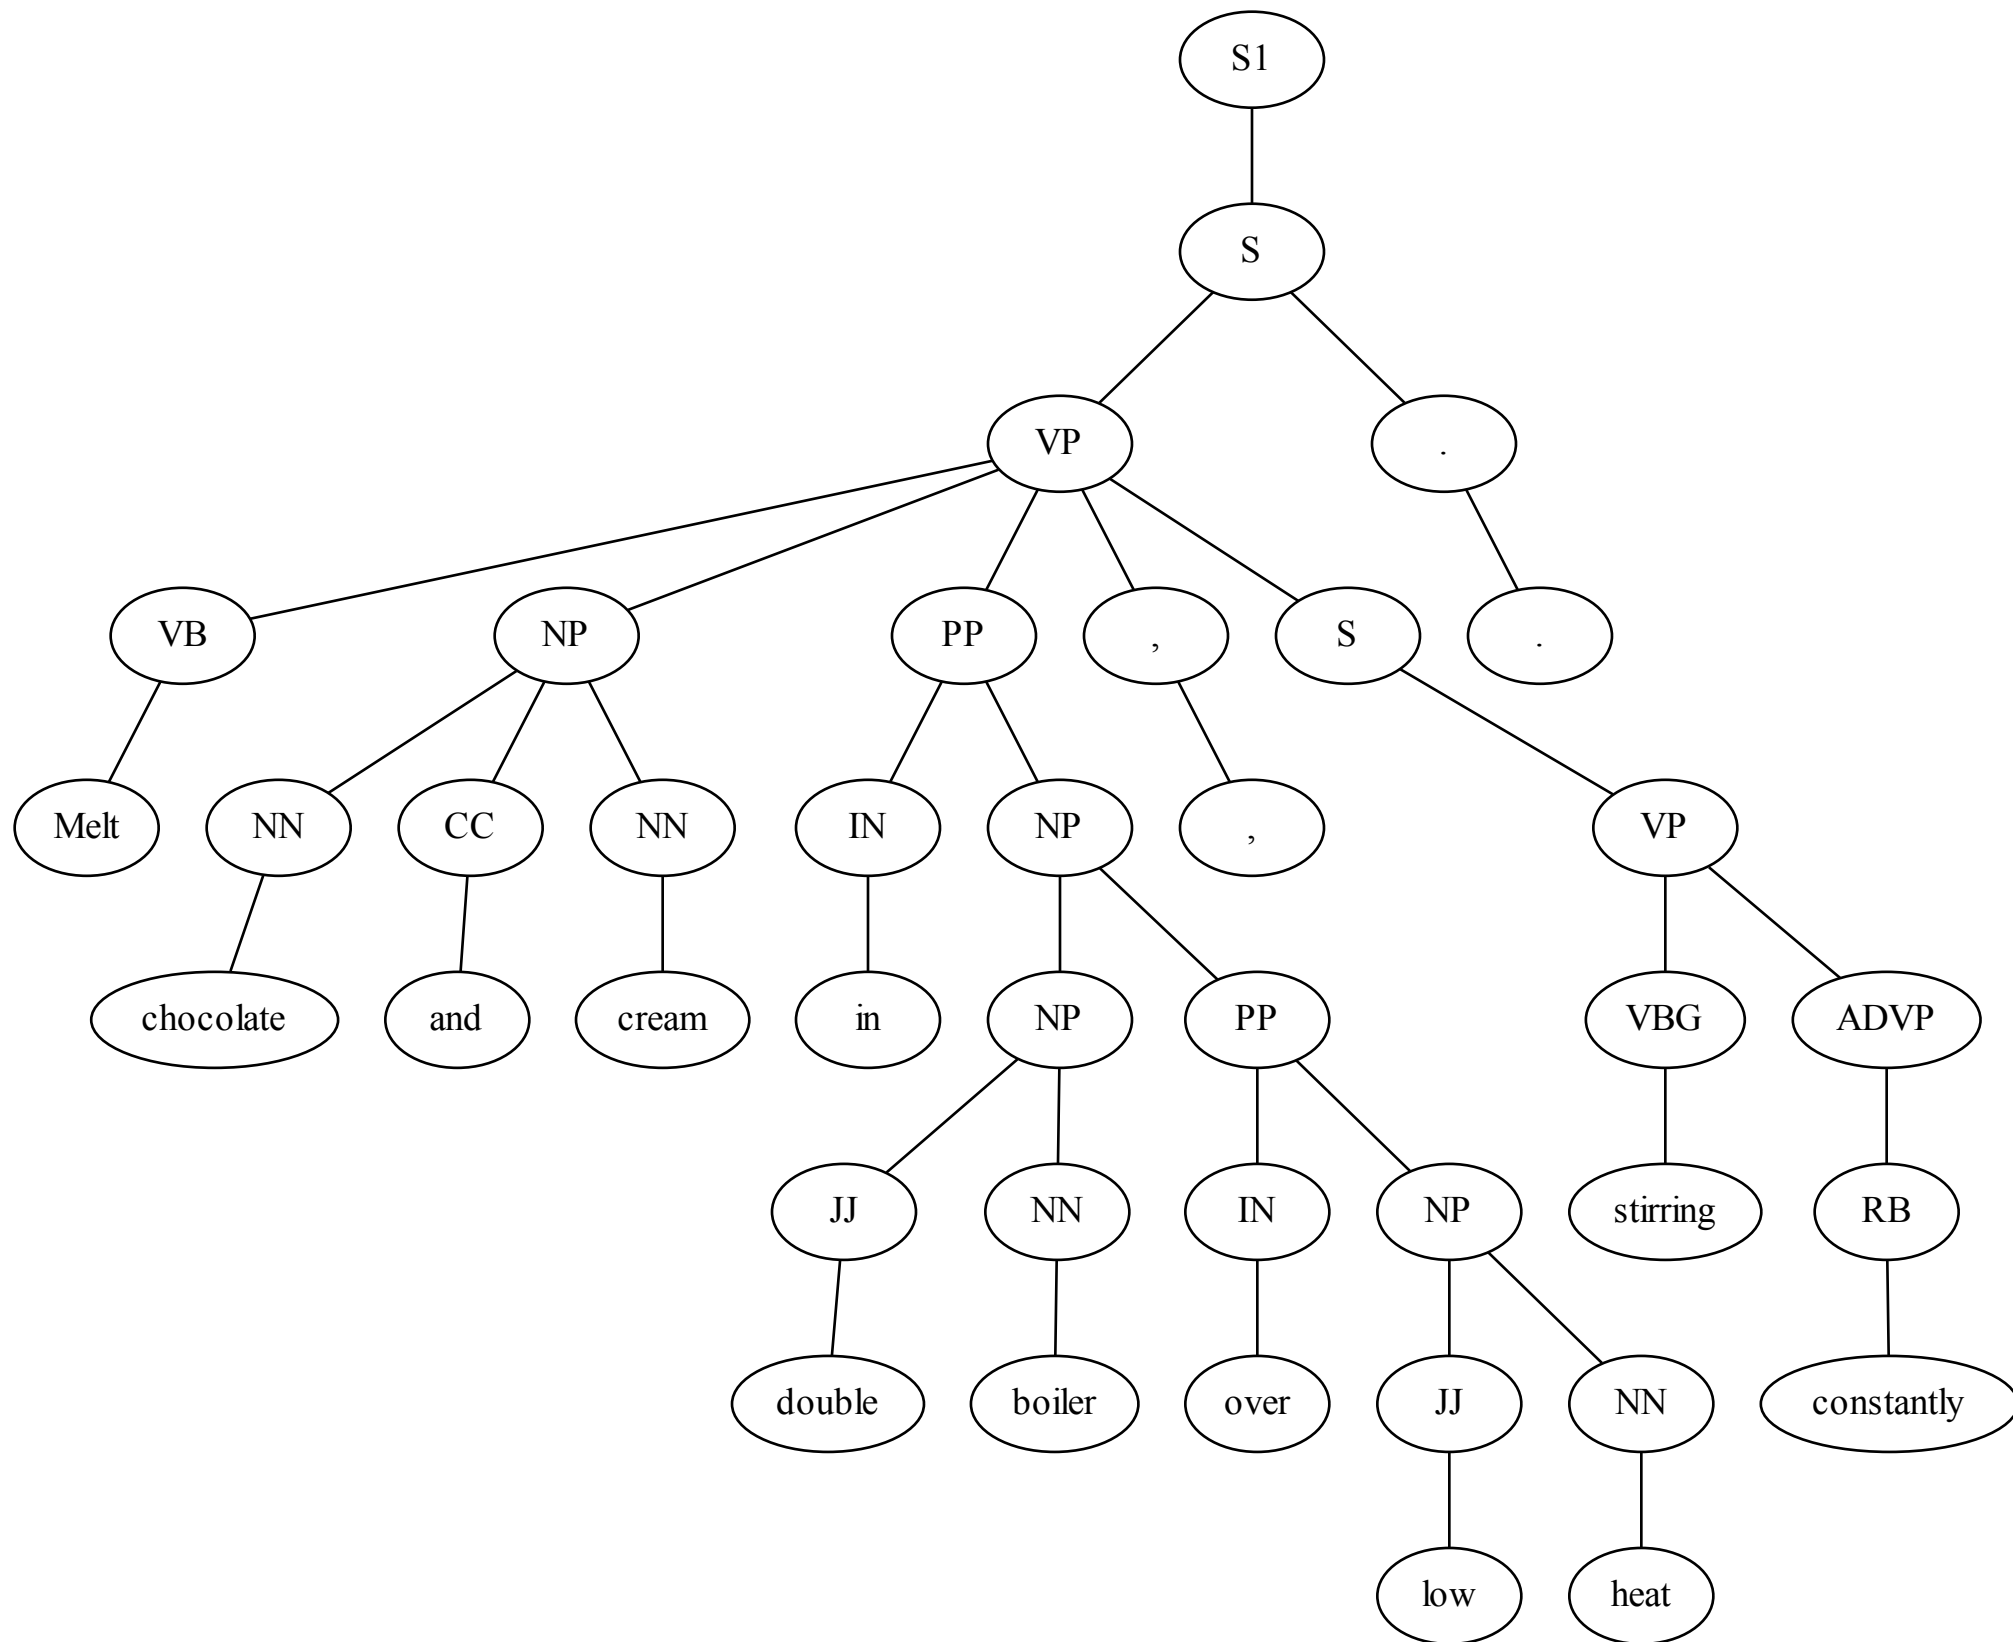 S1
S
VP .
VB NP PP , S .
Melt NN CC NN IN NP , VP
chocolate and cream in NP PP VBG ADVP
JJ NN IN NP stirring RB
double boiler over JJ NN constantly
low heat